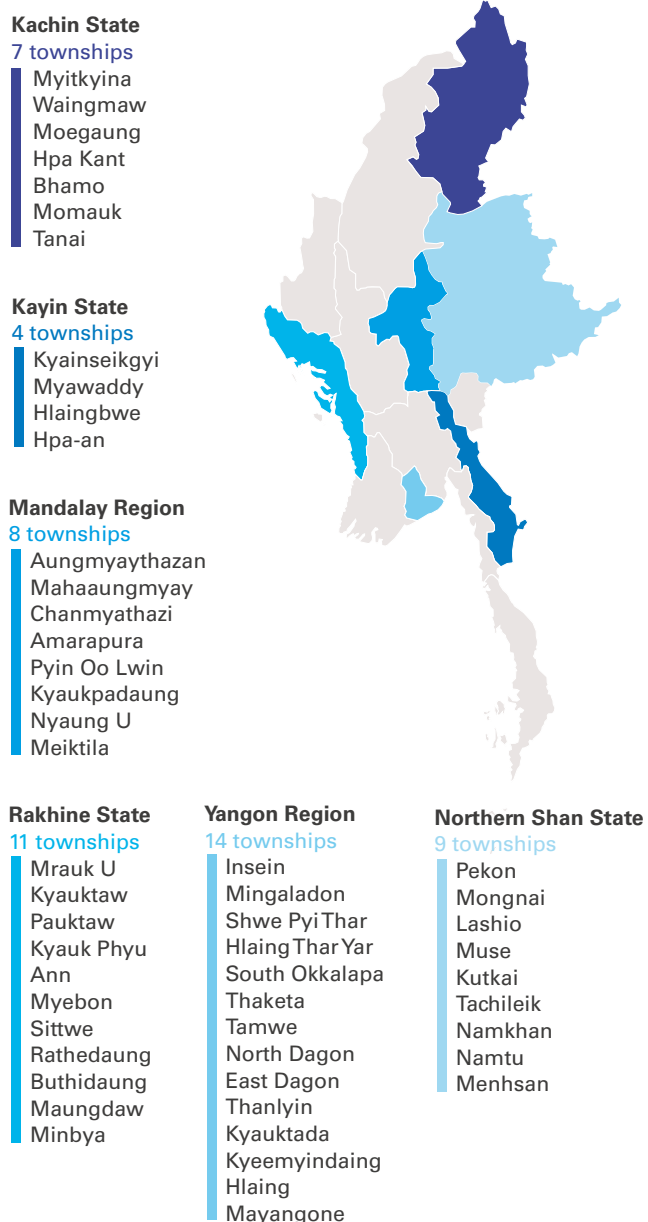 Kachin State
7 townships
Myitkyina
Waingmaw
Moegaung
Hpa Kant
Bhamo
Momauk
Tanai
Kayin State
4 townships
Kyainseikgyi
Myawaddy
Hlaingbwe
Hpa-an
Mandalay Region
8 townships
Aungmyaythazan
Mahaaungmyay
Chanmyathazi
Amarapura
Pyin Oo Lwin
Kyaukpadaung
Nyaung U
Meiktila
Rakhine State
11 townships
Mrauk U
Kyauktaw
Pauktaw
Kyauk Phyu
Ann
Myebon
Sittwe
Rathedaung
Buthidaung
Maungdaw
Minbya
Yangon Region
14 townships
Insein
Mingaladon
Shwe Pyi Thar
Hlaing Thar Yar
South Okkalapa
Thaketa
Tamwe
North Dagon
East Dagon
Thanlyin
Kyauktada
Kyeemyindaing
Hlaing
Mayangone
Northern Shan State
9 townships
Pekon
Mongnai
Lashio
Muse
Kutkai
Tachileik
Namkhan
Namtu
Menhsan